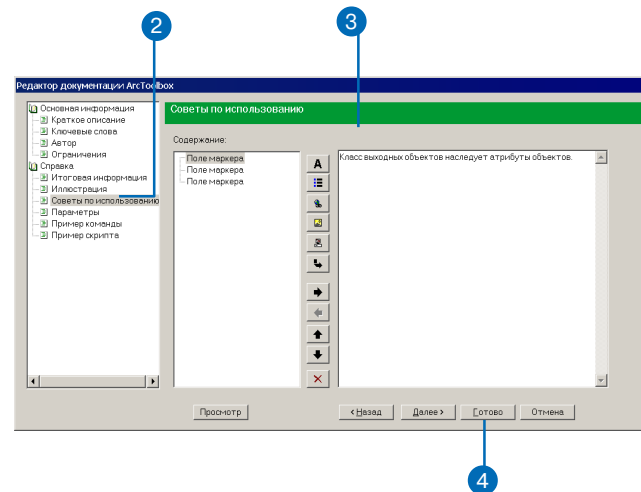 2
3
Редактор документации ArcToolbox
Основная информация
Краткое описание
Ключевые слова
Автор
Ограничения
Справка
Итоговая информация
Иллюстрация
Советы по использованию
Параметры
Пример команды
Пример скрипта
Советы по использованию
Содержание:
Поле маркера
Поле маркера
Поле маркера
A
Класс выходных объектов наследует атрибуты объектов.
Просмотр
< Назад
Далее >
Готово
Отмена
4